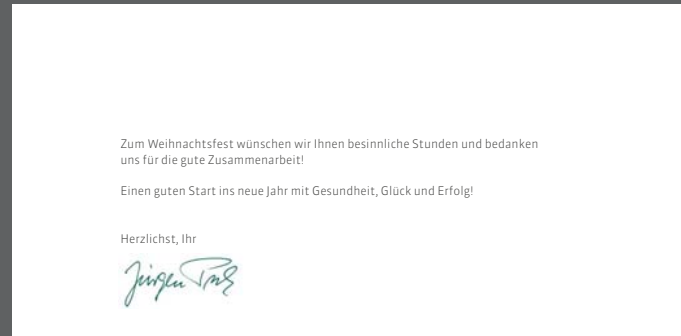 Zum Weihnachtsfest wünschen wir Ihnen besinnliche Stunden und bedanken
uns für die gute Zusammenarbeit!
Einen guten Start ins neue Jahr mit Gesundheit, Glück und Erfolg!
Herzlichst, Ihr
Jürgen